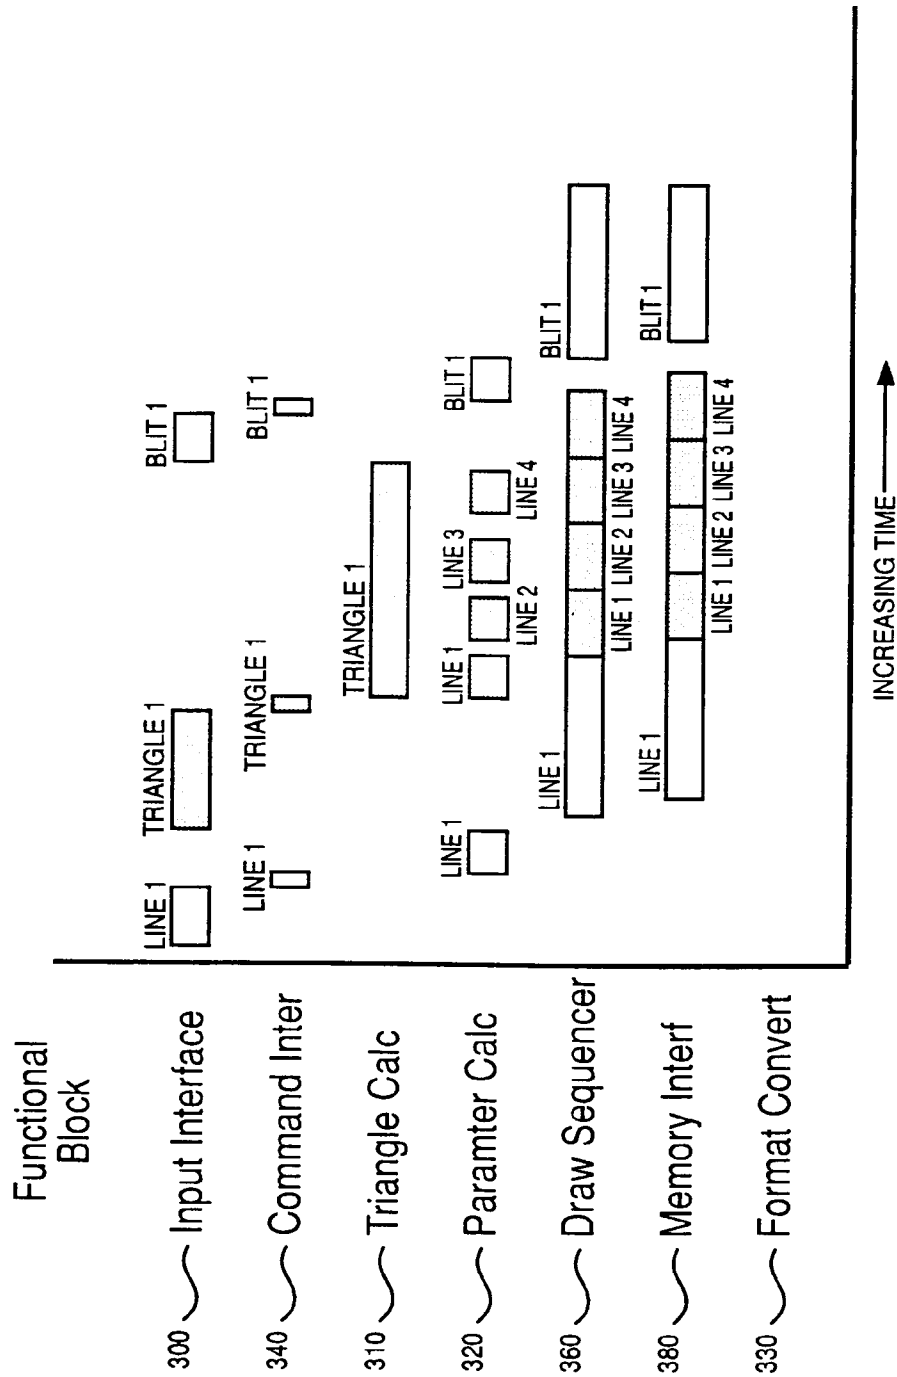 Functional
Block
300 Input Interface
LINE 1
TRIANGLE 1
BLIT 1
340 Command Inter
LINE 1
TRIANGLE 1
BLIT 1
310 Triangle Calc
TRIANGLE 1
320 Paramter Calc
LINE 1
LINE 1
LINE 2
LINE 3
LINE 4
BLIT 1
360 Draw Sequencer
LINE 1
LINE 1 LINE 2 LINE 3 LINE 4
BLIT 1
380 Memory Interf
LINE 1
LINE 1 LINE 2 LINE 3 LINE 4
BLIT 1
330 Format Convert
INCREASING TIME